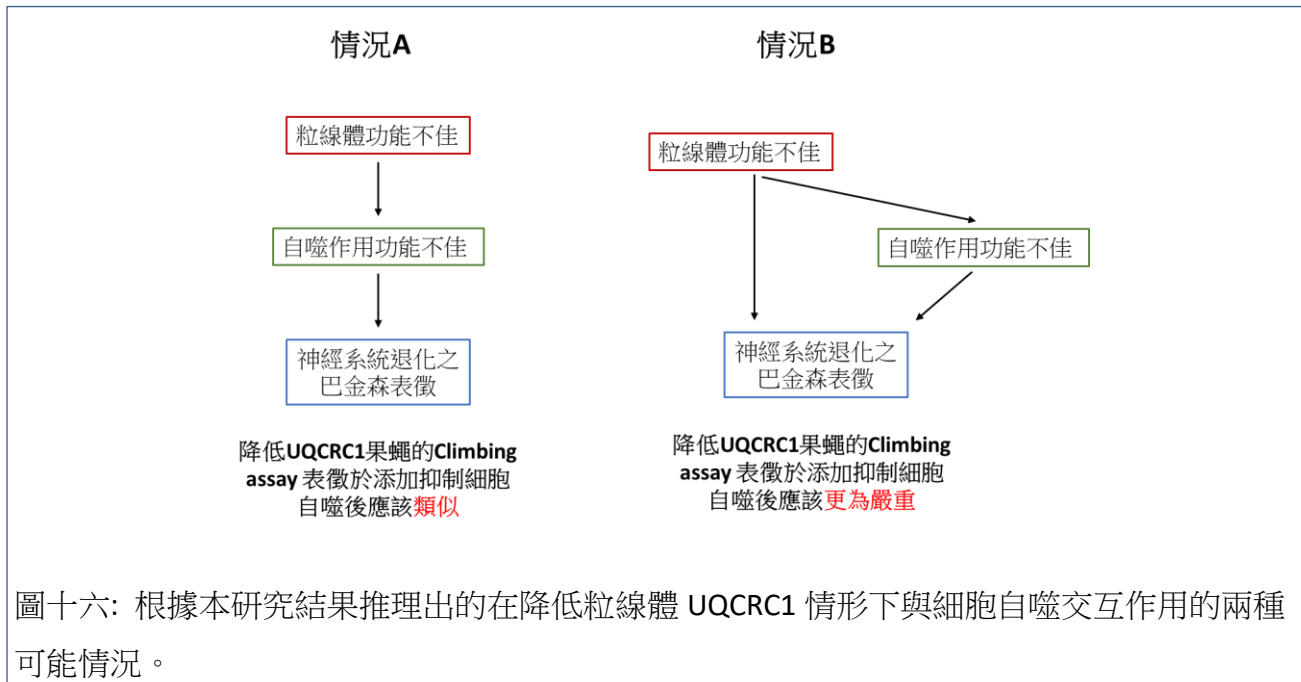 情況A
粒線體功能不佳
自噬作用功能不佳
神經系統退化之
巴金森表徵
降低UQCRC1果蠅的Climbing
assay 表徵於添加抑制細胞
自噬後應該類似
情況B
粒線體功能不佳
自噬作用功能不佳
神經系統退化之
巴金森表徵
降低UQCRC1果蠅的Climbing
assay 表徵於添加抑制細胞
自噬後應該更為嚴重
圖十六: 根據本研究結果推理出的在降低粒線體 UQCRC1 情形下與細胞自噬交互作用的兩種
可能情況。